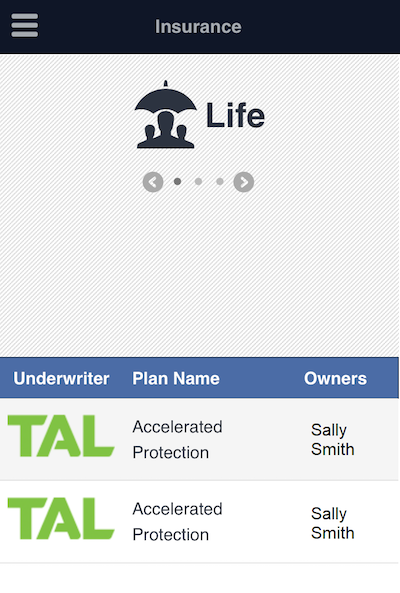 Insurance
Life
Underwriter Plan Name Owners
TAL Accelerated Protection Sally Smith
TAL Accelerated Protection Sally Smith